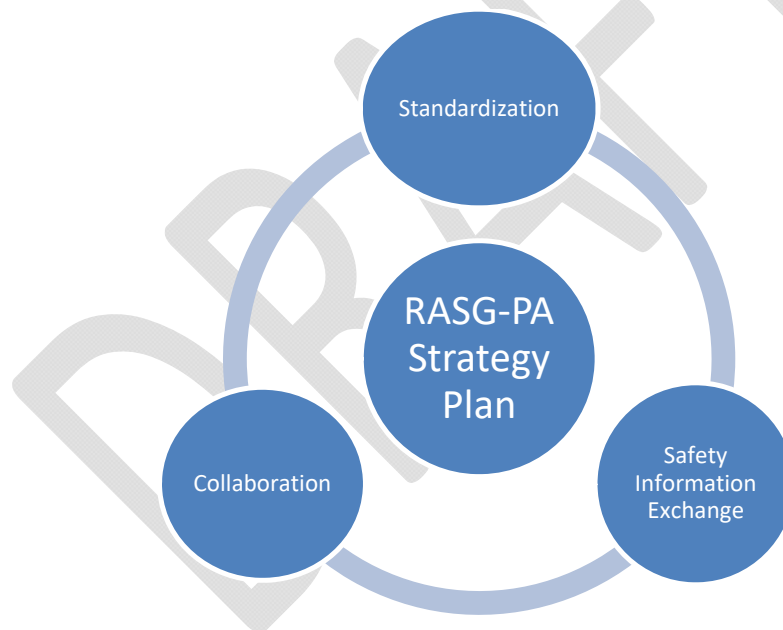 Standardization
RASG-PA
Strategy
Plan
Collaboration
Safety
Information
Exchange